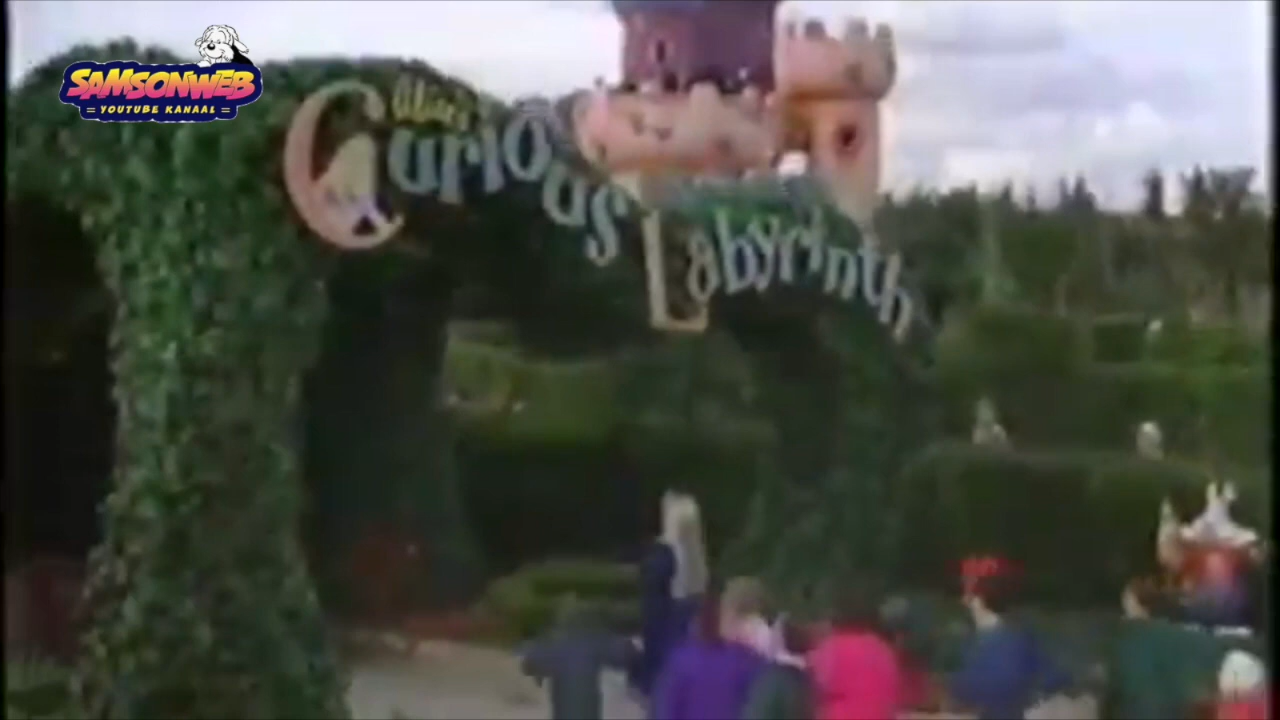 SAMSONWEB
= YOUTUBE KANAAL =
Alice's
Curious
Labyrinth